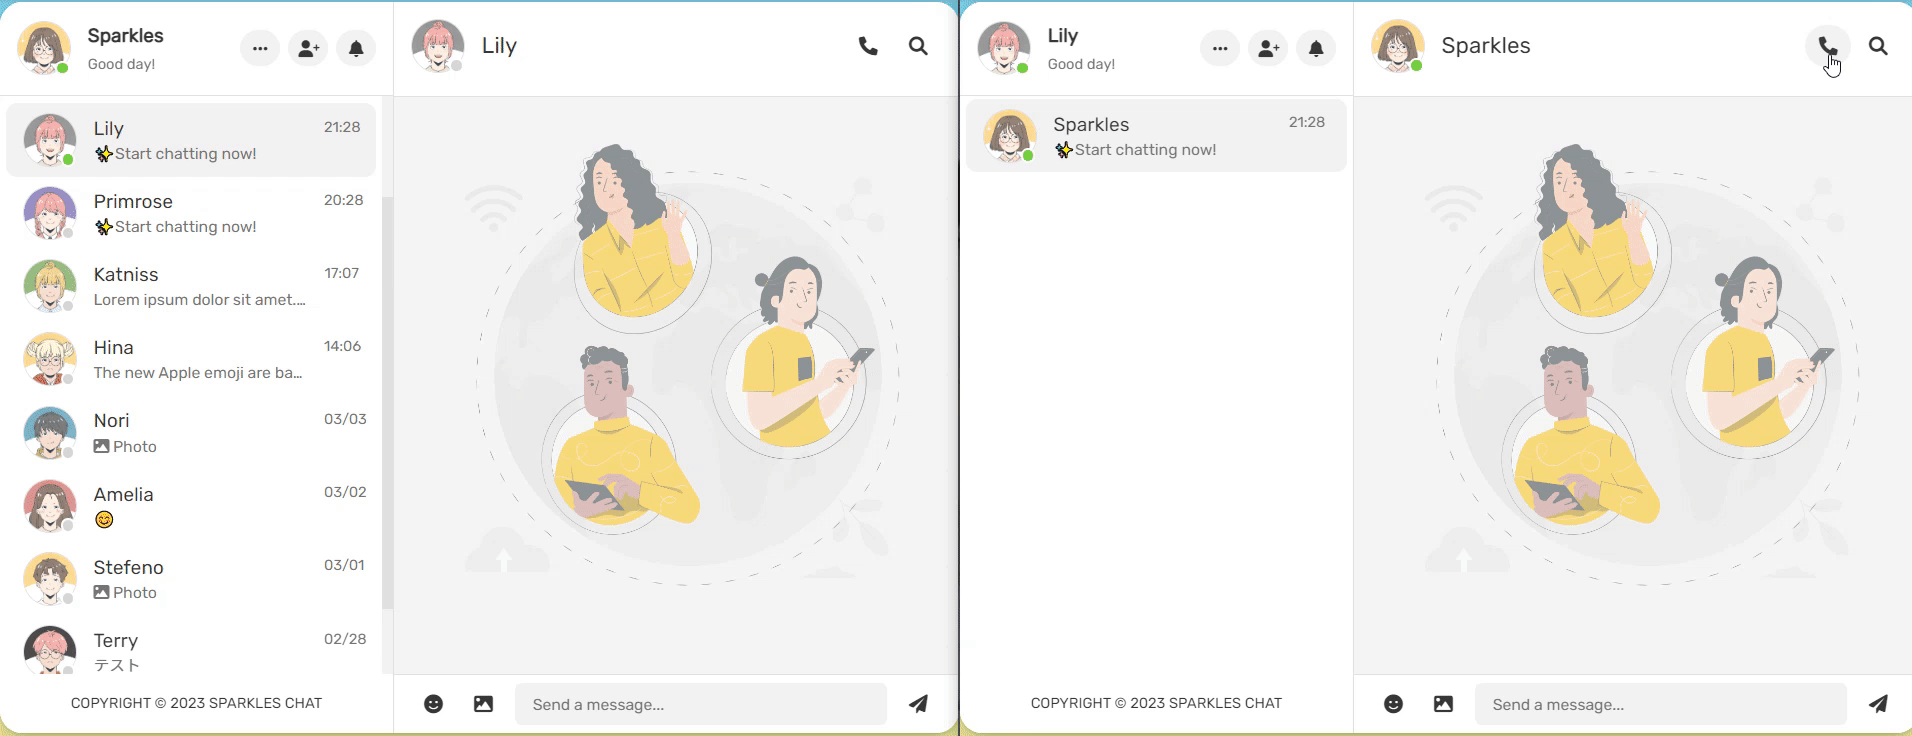 Sparkles
Good day!
Lily
21:28
✨Start chatting now!
Primrose
20:28
✨Start chatting now!
Katniss
17:07
Lorem ipsum dolor sit amet....
Hina
14:06
The new Apple emoji are ba...
Nori
03/03
Photo
Amelia
03/02
😊
Stefeno
03/01
Photo
Terry
02/28
テスト
COPYRIGHT © 2023 SPARKLES CHAT
Lily
Send a message...
Lily
Good day!
Sparkles
21:28
✨Start chatting now!
COPYRIGHT © 2023 SPARKLES CHAT
Sparkles
Send a message...